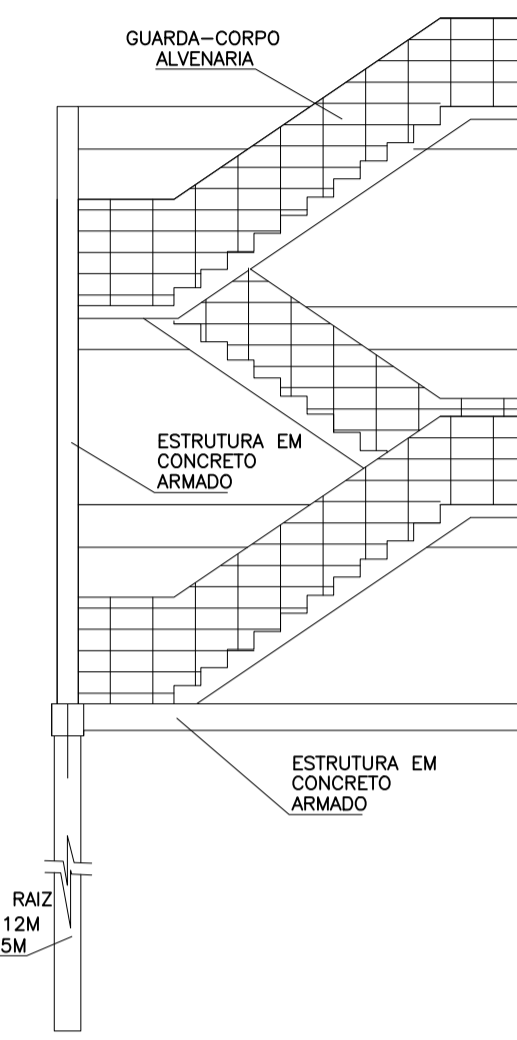 GUARDA-CORPO
ALVENARIA
ESTRUTURA EM
CONCRETO
ARMADO
ESTRUTURA EM
CONCRETO
ARMADO
RAIZ
12M
5M